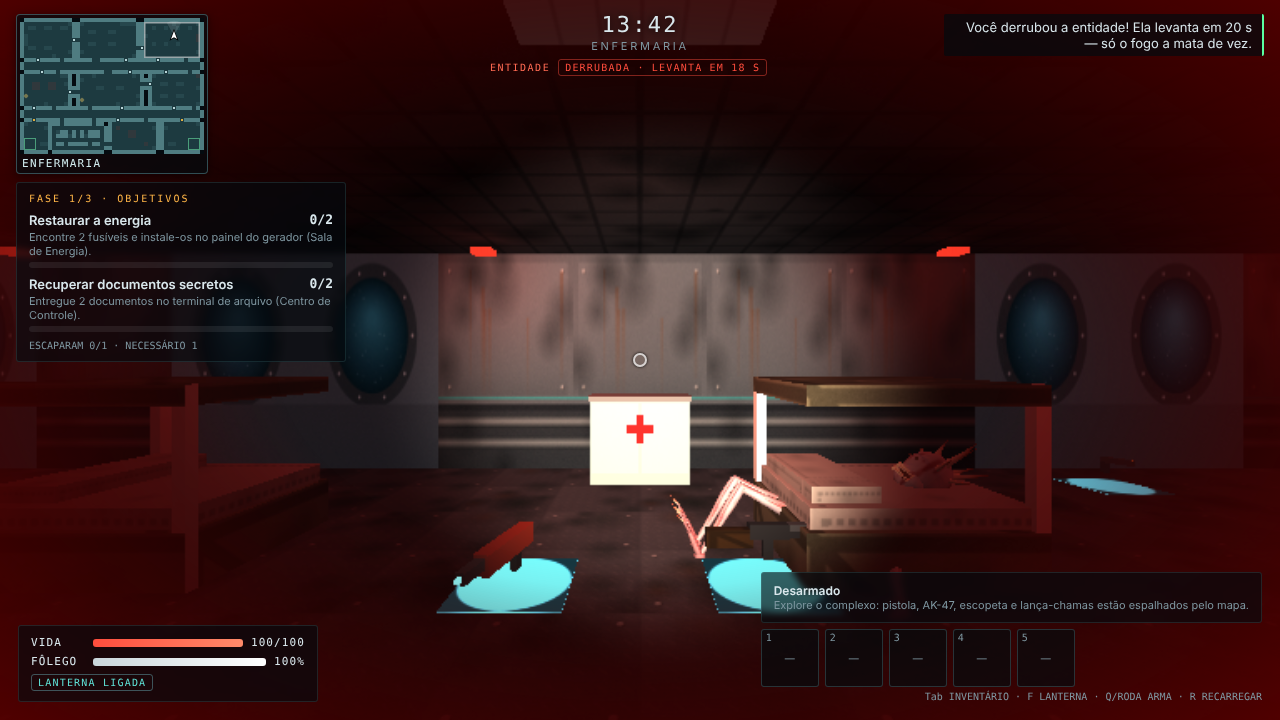 13:42
ENFERMARIA
ENTIDADE DERRUBADA · LEVANTA EM 18 S
Você derrubou a entidade! Ela levanta em 20 s
— só o fogo a mata de vez.
ENFERMARIA
FASE 1/3 · OBJETIVOS
Restaurar a energia 0/2
Encontre 2 fusíveis e instale-os no painel do gerador (Sala
de Energia).
Recuperar documentos secretos 0/2
Entregue 2 documentos no terminal de arquivo (Centro de
Controle).
ESCAPARAM 0/1 · NECESSÁRIO 1
Desarmado
Explore o complexo: pistola, AK-47, escopeta e lança-chamas estão espalhados pelo mapa.
1 2 3 4 5
— — — — —
Tab INVENTÁRIO · F LANTERNA · Q/RODA ARMA · R RECARREGAR
VIDA 100/100
FÔLEGO 100%
LANTERNA LIGADA